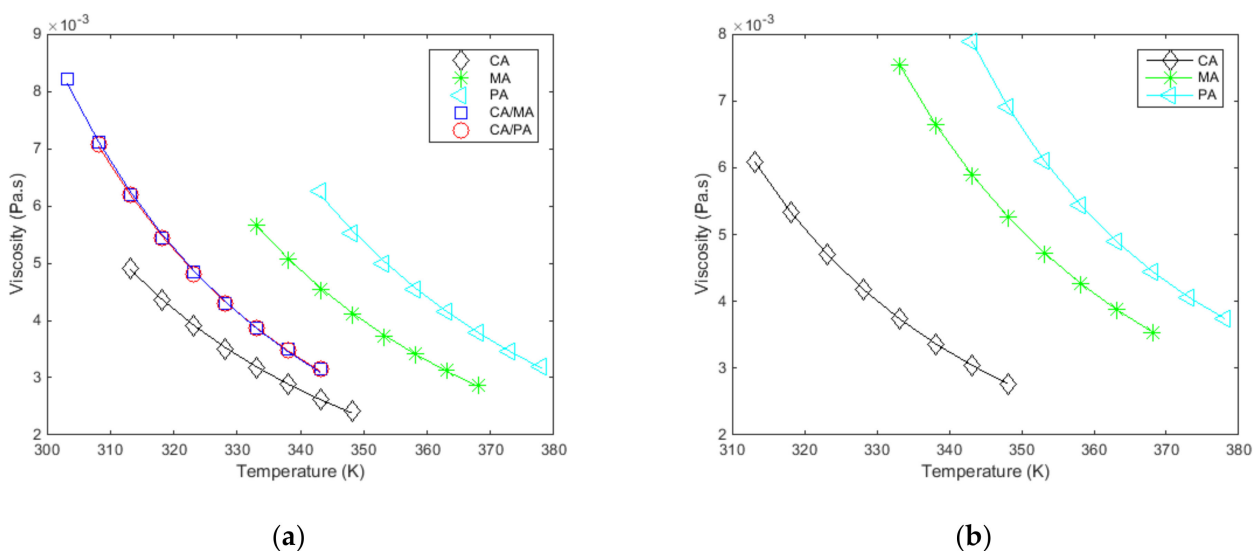 × 10⁻³
9
8
7
6
5
4
3
2
Viscosity (Pa.s)
300 310 320 330 340 350 360 370 380
Temperature (K)
CA
MA
PA
CA/MA
CA/PA
(a)
× 10⁻³
8
7
6
5
4
3
2
Viscosity (Pa.s)
310 320 330 340 350 360 370 380
Temperature (K)
CA
MA
PA
(b)